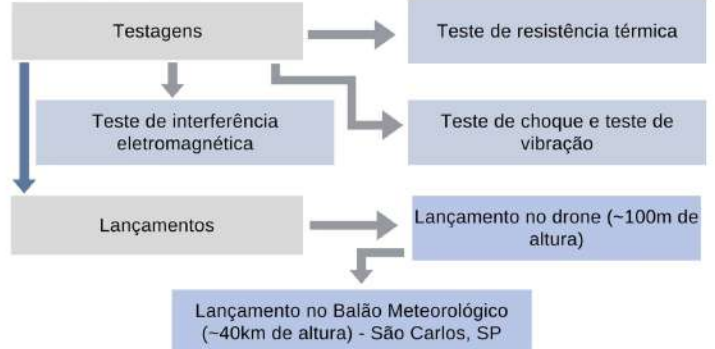 Testagens
Teste de resistência térmica
Teste de interferência
eletromagnética
Teste de choque e teste de
vibração
Lançamentos
Lançamento no drone (~100m de
altura)
Lançamento no Balão Meteorológico
(~40km de altura) - São Carlos, SP